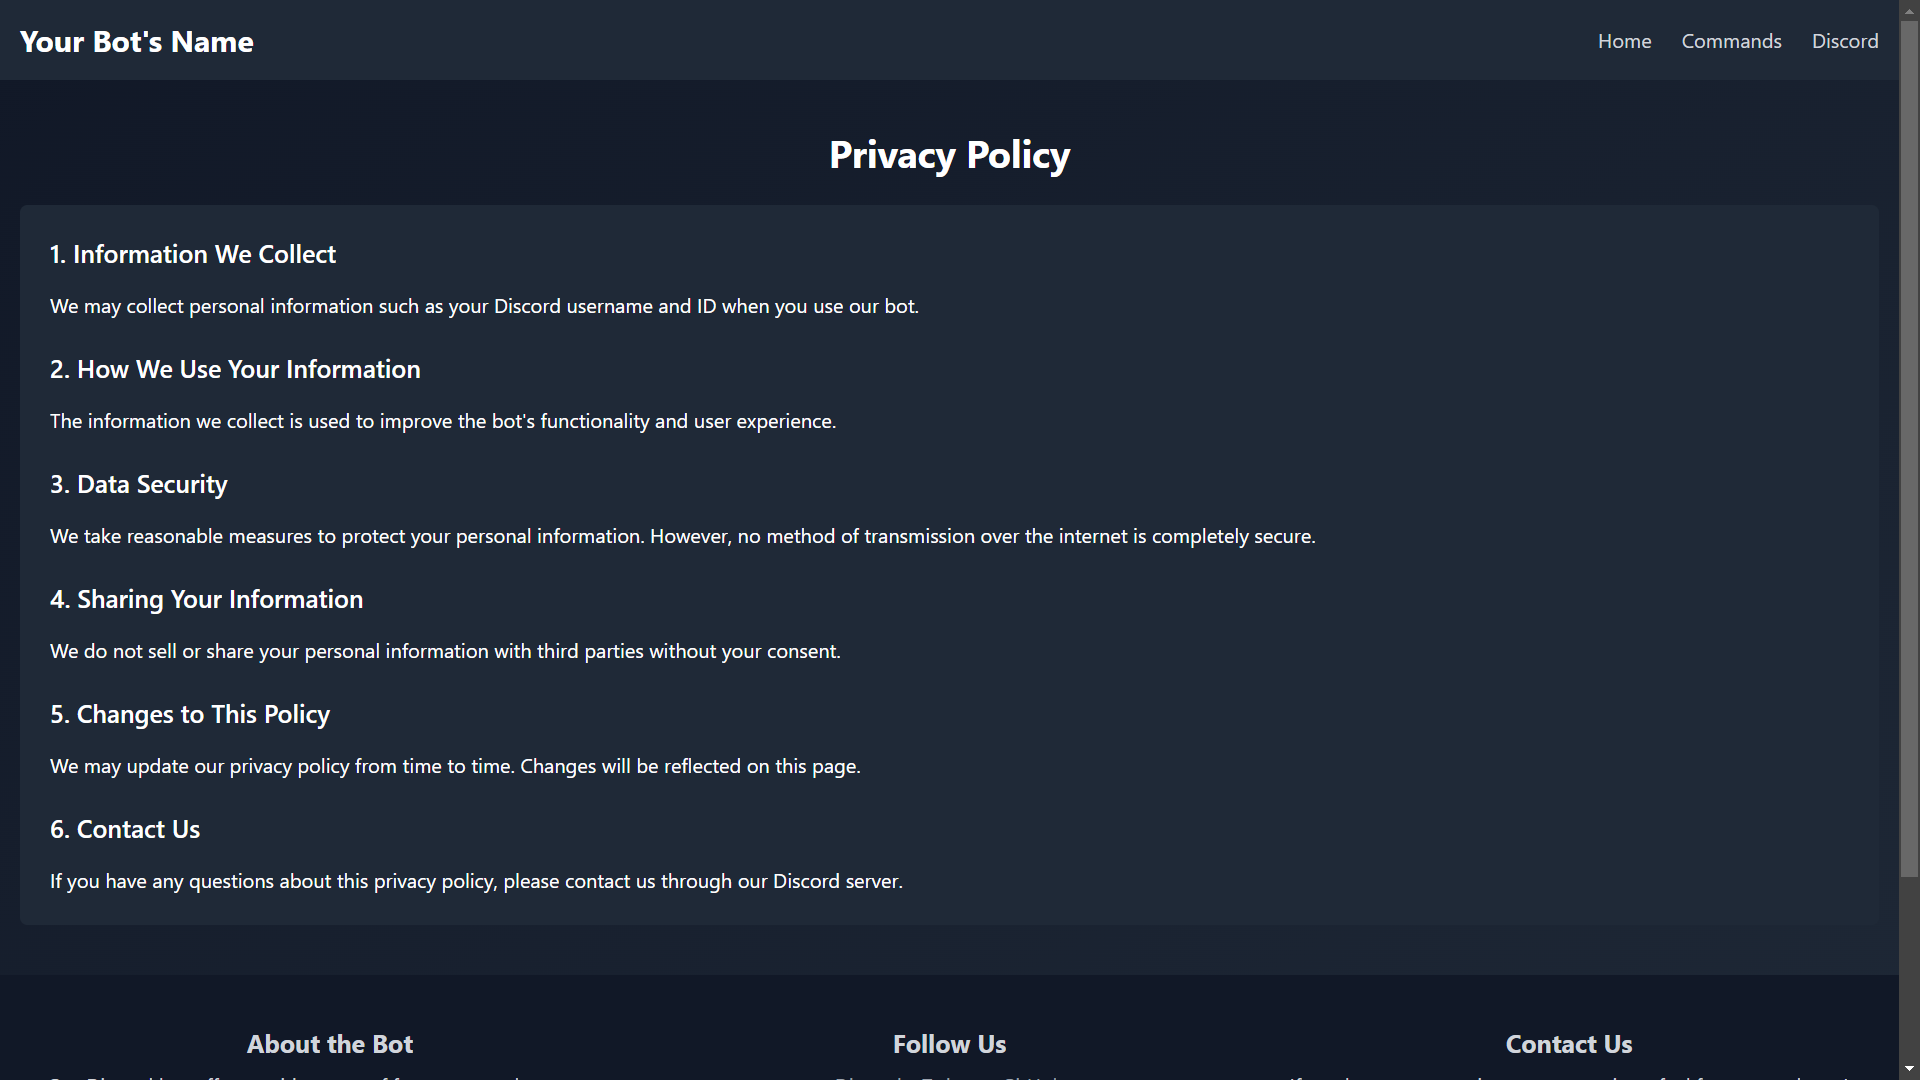 Your Bot's Name
Home Commands Discord
Privacy Policy
1. Information We Collect
We may collect personal information such as your Discord username and ID when you use our bot.
2. How We Use Your Information
The information we collect is used to improve the bot's functionality and user experience.
3. Data Security
We take reasonable measures to protect your personal information. However, no method of transmission over the internet is completely secure.
4. Sharing Your Information
We do not sell or share your personal information with third parties without your consent.
5. Changes to This Policy
We may update our privacy policy from time to time. Changes will be reflected on this page.
6. Contact Us
If you have any questions about this privacy policy, please contact us through our Discord server.
About the Bot
Follow Us
Contact Us